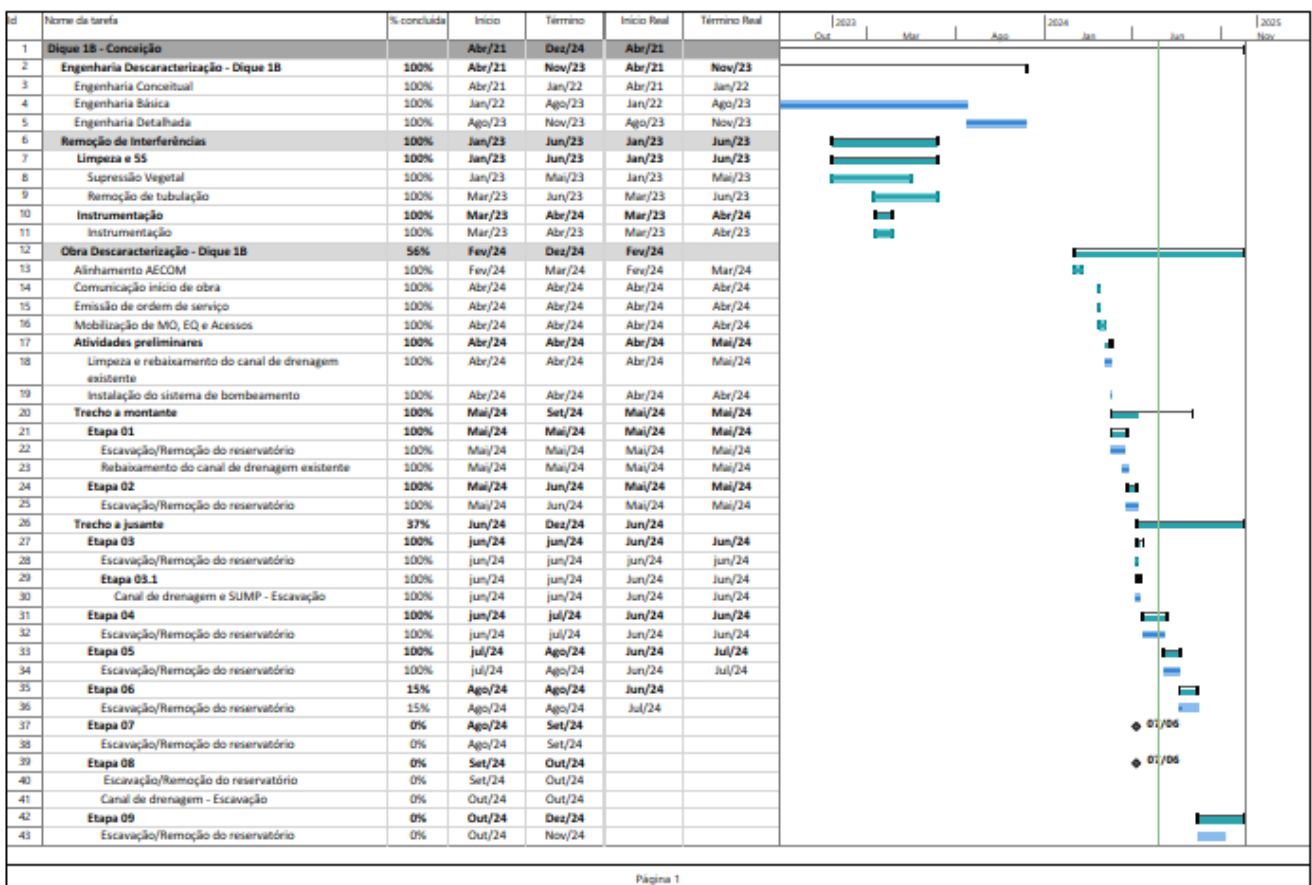 Id Nome da tarefa % concluída Início Término Início Real Término Real 2023 2024 2025
Out Mar Ago Jan Jun Nov
1 Dique 1B - Conceição Abr/21 Dez/24 Abr/21
2 Engenharia Descaracterização - Dique 1B 100% Abr/21 Nov/23 Abr/21 Nov/23
3 Engenharia Conceitual 100% Abr/21 Jan/22 Abr/21 Jan/22
4 Engenharia Básica 100% Jan/22 Ago/23 Jan/22 Ago/23
5 Engenharia Detalhada 100% Ago/23 Nov/23 Ago/23 Nov/23
6 Remoção de Interferências 100% Jan/23 Jun/23 Jan/23 Jun/23
7 Limpeza e 5S 100% Jan/23 Jun/23 Jan/23 Jun/23
8 Supressão Vegetal 100% Jan/23 Mai/23 Jan/23 Mai/23
9 Remoção de tubulação 100% Mar/23 Jun/23 Mar/23 Jun/23
10 Instrumentação 100% Mar/23 Abr/24 Mar/23 Abr/24
11 Instrumentação 100% Mar/23 Abr/23 Mar/23 Abr/23
12 Obra Descaracterização - Dique 1B 56% Fev/24 Dez/24 Fev/24
13 Alinhamento AECOM 100% Fev/24 Mar/24 Fev/24 Mar/24
14 Comunicação início de obra 100% Abr/24 Abr/24 Abr/24 Abr/24
15 Emissão de ordem de serviço 100% Abr/24 Abr/24 Abr/24 Abr/24
16 Mobilização de MO, EQ e Acessos 100% Abr/24 Abr/24 Abr/24 Abr/24
17 Atividades preliminares 100% Abr/24 Abr/24 Abr/24 Mai/24
18 Limpeza e rebaixamento do canal de drenagem 100% Abr/24 Abr/24 Abr/24 Mai/24
existente
19 Instalação do sistema de bombeamento 100% Abr/24 Abr/24 Abr/24 Abr/24
20 Trecho a montante 100% Mai/24 Set/24 Mai/24 Mai/24
21 Etapa 01 100% Mai/24 Mai/24 Mai/24 Mai/24
22 Escavação/Remoção do reservatório 100% Mai/24 Mai/24 Mai/24 Mai/24
23 Rebaixamento do canal de drenagem existente 100% Mai/24 Mai/24 Mai/24 Mai/24
24 Etapa 02 100% Mai/24 Jun/24 Mai/24 Mai/24
25 Escavação/Remoção do reservatório 100% Mai/24 Jun/24 Mai/24 Mai/24
26 Trecho a jusante 37% Jun/24 Dez/24 Jun/24
27 Etapa 03 100% jun/24 jun/24 Jun/24 Jun/24
28 Escavação/Remoção do reservatório 100% jun/24 jun/24 jun/24 jun/24
29 Etapa 03.1 100% jun/24 jun/24 Jun/24 Jun/24
30 Canal de drenagem e SUMP - Escavação 100% jun/24 jun/24 Jun/24 Jun/24
31 Etapa 04 100% jun/24 jul/24 Jun/24 Jun/24
32 Escavação/Remoção do reservatório 100% jun/24 jul/24 Jun/24 Jun/24
33 Etapa 05 100% jul/24 Ago/24 Jun/24 Jul/24
34 Escavação/Remoção do reservatório 100% jul/24 Ago/24 Jun/24 Jul/24
35 Etapa 06 15% Ago/24 Ago/24 Jun/24
36 Escavação/Remoção do reservatório 15% Ago/24 Ago/24 Jul/24
37 Etapa 07 0% Ago/24 Set/24 07/06
38 Escavação/Remoção do reservatório 0% Ago/24 Set/24
39 Etapa 08 0% Set/24 Out/24 07/06
40 Escavação/Remoção do reservatório 0% Set/24 Out/24
41 Canal de drenagem - Escavação 0% Out/24 Out/24
42 Etapa 09 0% Out/24 Dez/24
43 Escavação/Remoção do reservatório 0% Out/24 Nov/24
Página 1